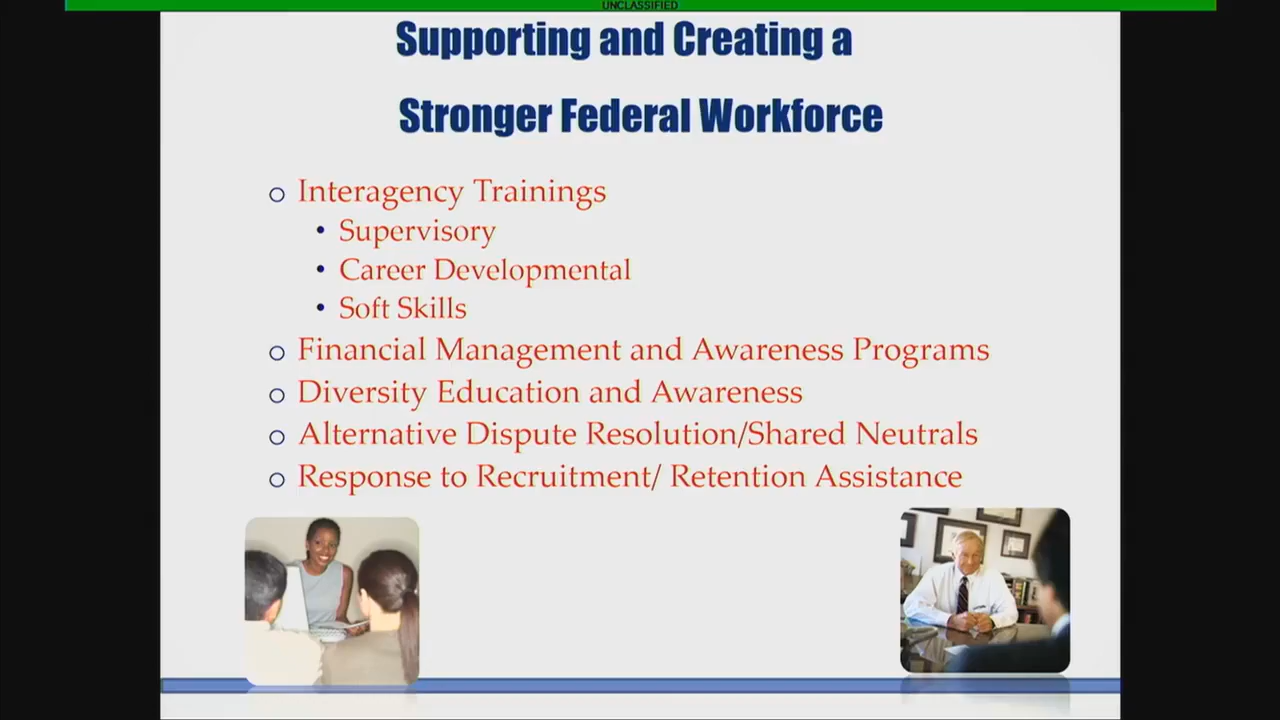 UNCLASSIFIED
Supporting and Creating a
Stronger Federal Workforce
o Interagency Trainings
• Supervisory
• Career Developmental
• Soft Skills
o Financial Management and Awareness Programs
o Diversity Education and Awareness
o Alternative Dispute Resolution/Shared Neutrals
o Response to Recruitment/ Retention Assistance